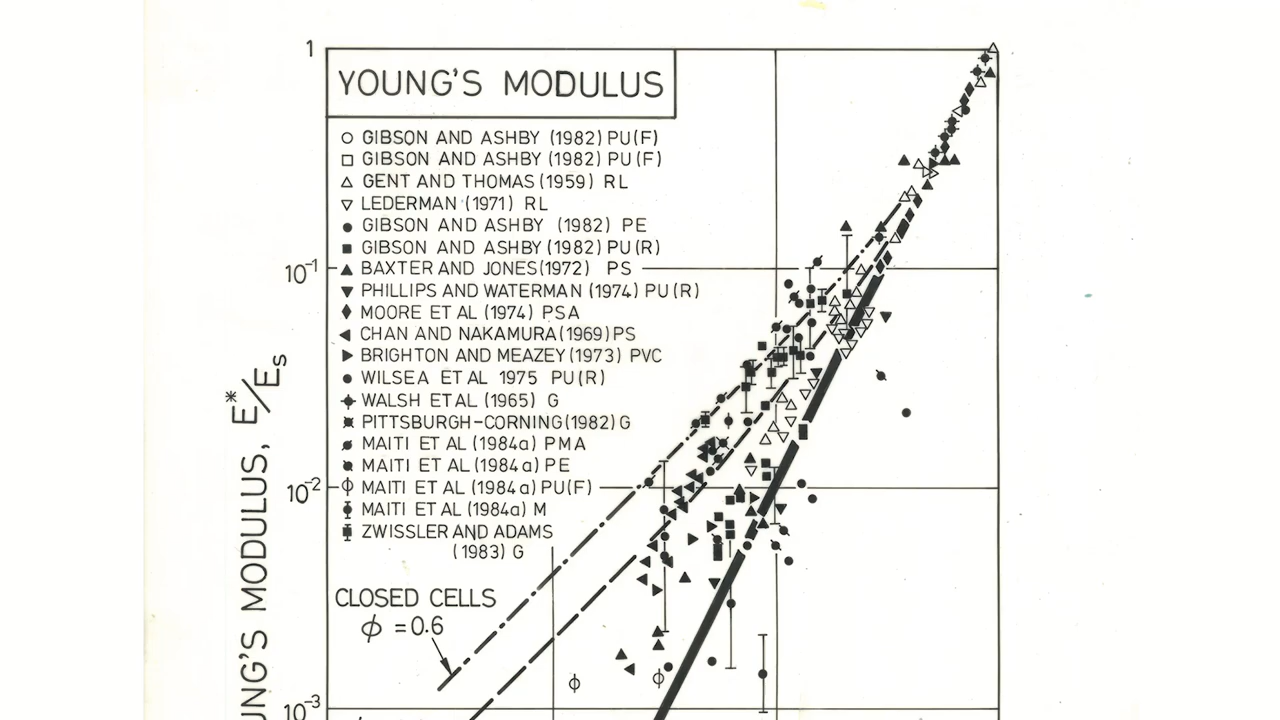 1
YOUNG'S MODULUS
GIBSON AND ASHBY (1982) PU(F)
GIBSON AND ASHBY (1982) PU(F)
GENT AND THOMAS (1959) RL
LEDERMAN (1971) RL
GIBSON AND ASHBY (1982) PE
GIBSON AND ASHBY (1982) PU(R)
10⁻¹
BAXTER AND JONES (1972) PS
PHILLIPS AND WATERMAN (1974) PU(R)
MOORE ET AL (1974) PSA
CHAN AND NAKAMURA (1969) PS
BRIGHTON AND MEAZEY (1973) PVC
WILSEA ET AL 1975 PU(R)
WALSH ET AL (1965) G
PITTSBURGH-CORNING (1982) G
MAITI ET AL (1984a) PMA
MAITI ET AL (1984a) PE
10⁻²
MAITI ET AL (1984a) PU(F)
MAITI ET AL (1984a) M
ZWISSLER AND ADAMS
(1983) G
CLOSED CELLS
ϕ = 0.6
10⁻³
UNG'S MODULUS, E*/Es